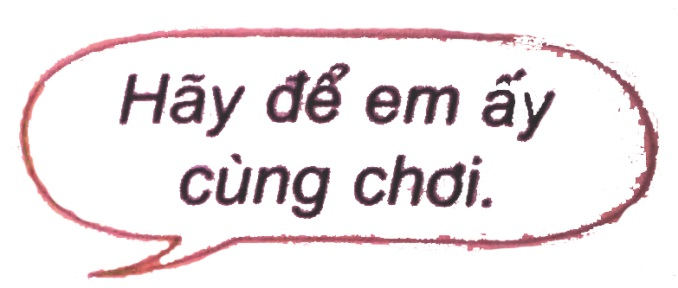 Hãy để em ấy
cùng chơi.